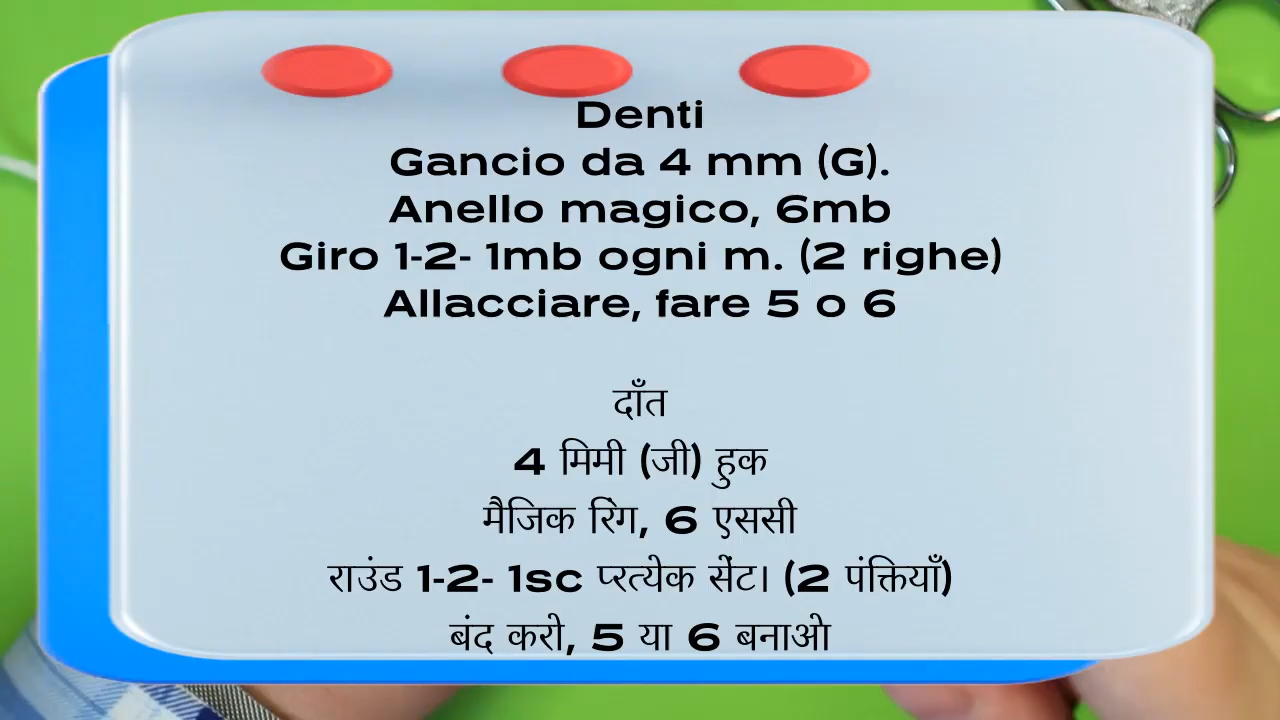 Denti
Gancio da 4 mm (G).
Anello magico, 6mb
Giro 1-2- 1mb ogni m. (2 righe)
Allacciare, fare 5 o 6
दाँत
4 मिमी (जी) हुक
मैजिक रिंग, 6 एससी
राउंड 1-2- 1sc प्रत्येक सेंट। (2 पंक्तियाँ)
बंद करो, 5 या 6 बनाओ